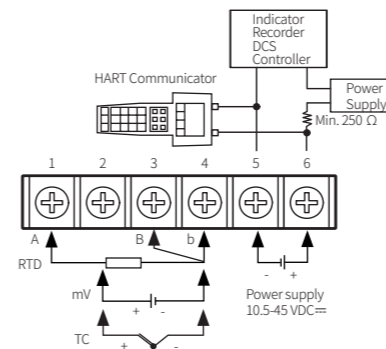 Indicator
Recorder
DCS
Controller
HART Communicator
Power
Supply
Min. 250 Ω
1 2 3 4 5 6
A B b
RTD
- +
mV
+ -
Power supply
10.5-45 VDC⎓
TC
+ -